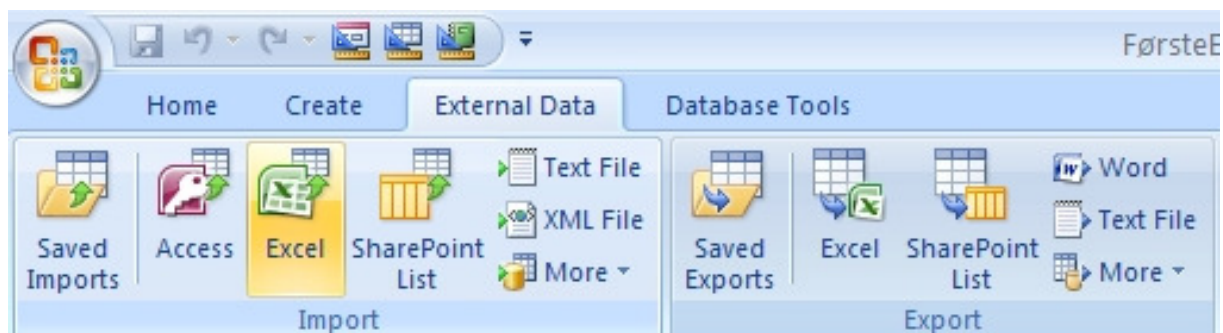 FørsteE
Home Create External Data Database Tools
Saved Imports
Access
Excel
SharePoint List
Text File
XML File
More
Import
Saved Exports
Excel
SharePoint List
Word
Text File
More
Export